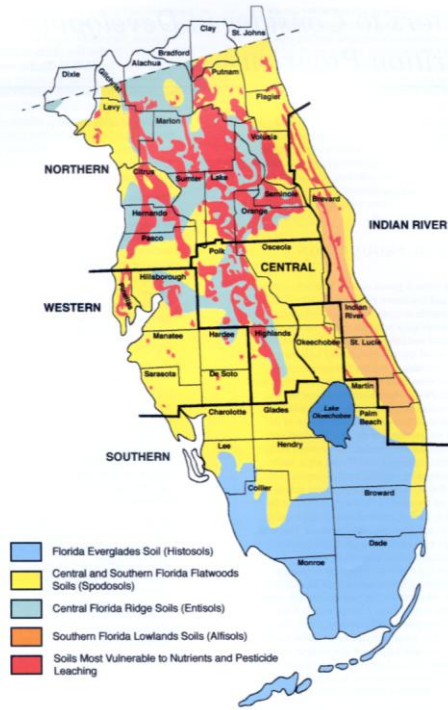 Clay
St. Johns
Bradford
Alachua
Gilchrist
Dixie
Putnam
Levy
Flagler
Marion
Volusia
NORTHERN
Citrus
Sumter
Lake
Seminole
Hernando
Orange
Brevard
Pasco
INDIAN RIVER
Polk
Osceola
CENTRAL
Hillsborough
Pinellas
WESTERN
Indian
River
Manatee
Hardee
Highlands
Okeechobee
St. Lucie
Sarasota
De Soto
Martin
Charolotte
Glades
Lake
Okeechobee
Palm
Beach
SOUTHERN
Lee
Hendry
Collier
Broward
Dade
Monroe
Florida Everglades Soil (Histosols)
Central and Southern Florida Flatwoods
Soils (Spodosols)
Central Florida Ridge Soils (Entisols)
Southern Florida Lowlands Soils (Alfisols)
Soils Most Vulnerable to Nutrients and Pesticide
Leaching